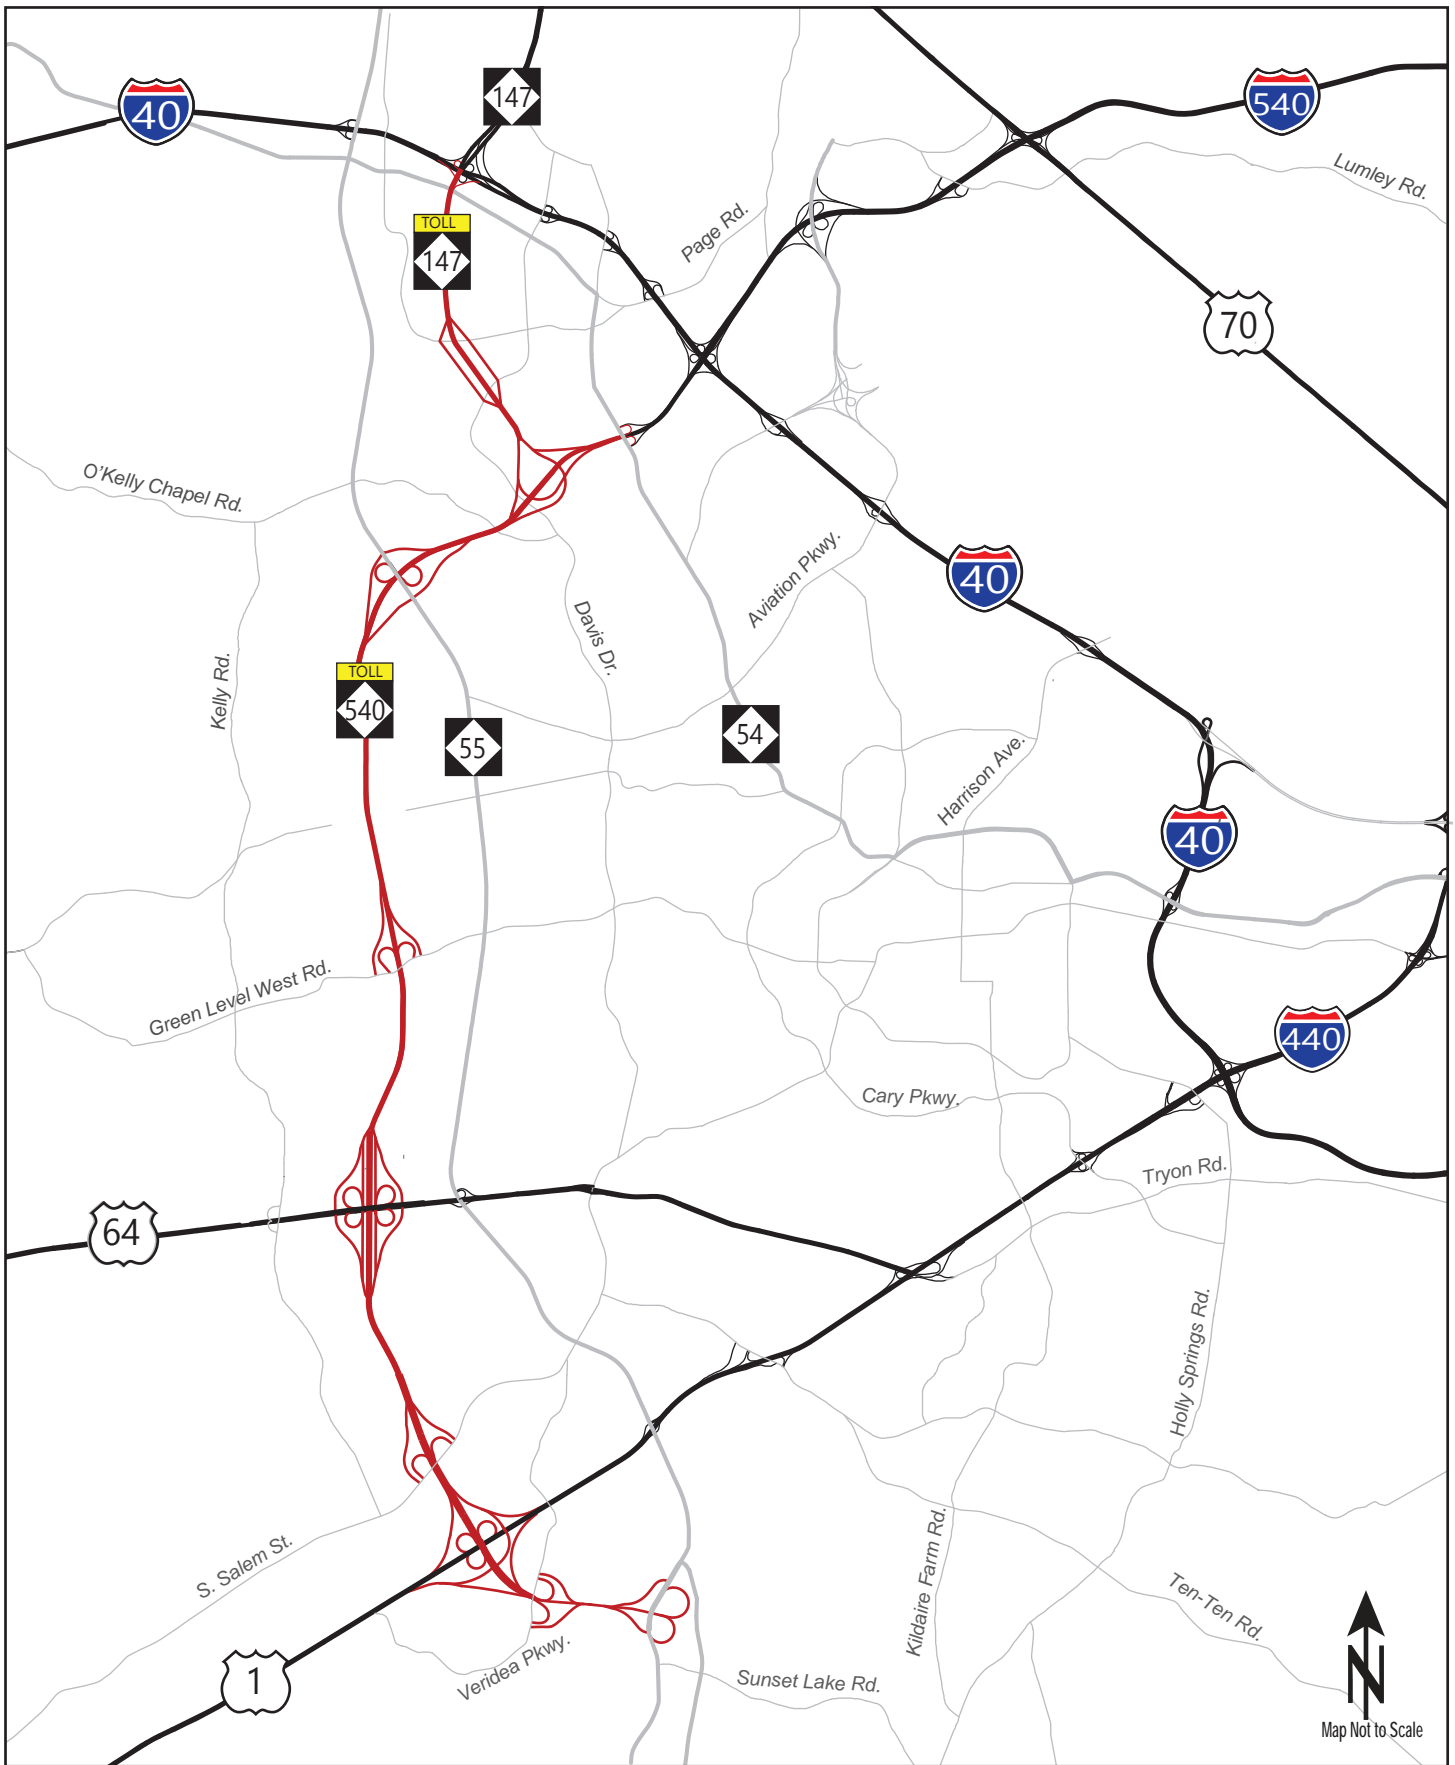 147
40
540
Lumley Rd.
TOLL
147
Page Rd.
70
O'Kelly Chapel Rd.
Aviation Pkwy.
40
Davis Dr.
Kelly Rd.
TOLL
540
55
54
Harrison Ave.
40
Green Level West Rd.
440
Cary Pkwy.
Tryon Rd.
64
Holly Springs Rd.
S. Salem St.
Kildaire Farm Rd.
Ten-Ten Rd.
Veridea Pkwy.
1
Sunset Lake Rd.
N
Map Not to Scale